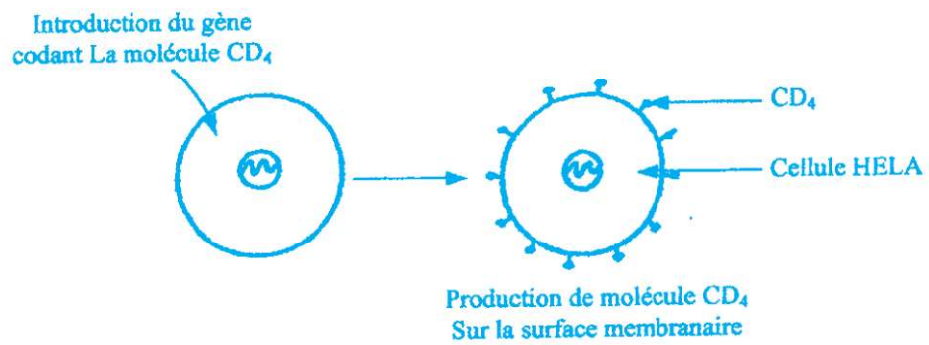 Introduction du gène
codant La molécule CD₄
CD₄
Cellule HELA
Production de molécule CD₄
Sur la surface membranaire